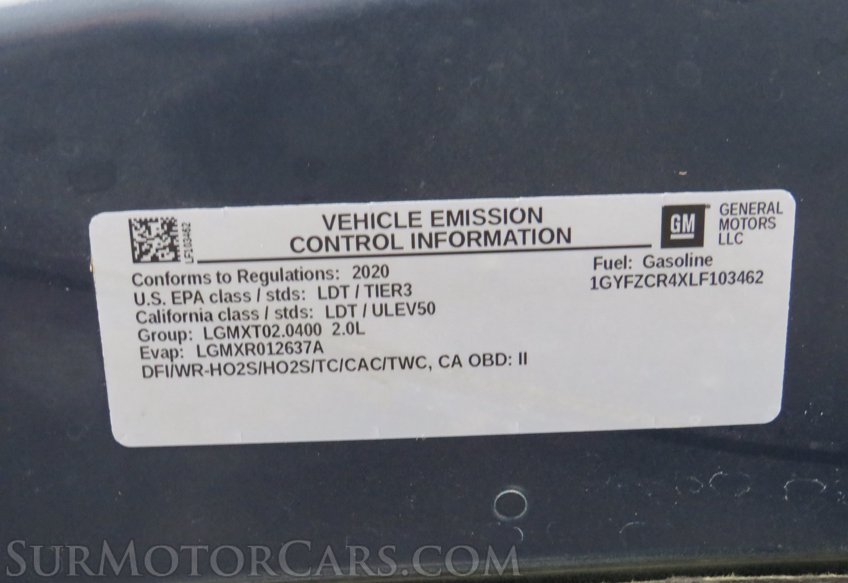 VEHICLE EMISSION
CONTROL INFORMATION
GM
GENERAL
MOTORS
LLC
LF103462
Conforms to Regulations: 2020
U.S. EPA class / stds: LDT / TIER3
California class / stds: LDT / ULEV50
Group: LGMXT02.0400 2.0L
Evap: LGMXR012637A
DFI/WR-HO2S/HO2S/TC/CAC/TWC, CA OBD: II
Fuel: Gasoline
1GYFZCR4XLF103462
SURMOTORCARS.COM